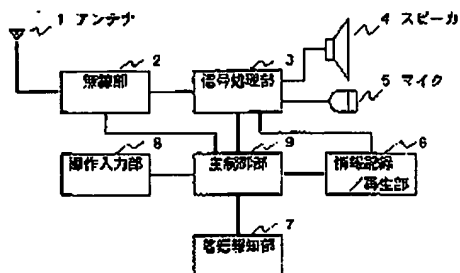 1 アンテナ
4 スピーカ
2
3
無線部
信号処理部
5 マイク
8
9
6
操作入力部
主制御部
情報記録
/再生部
7
着信報知部